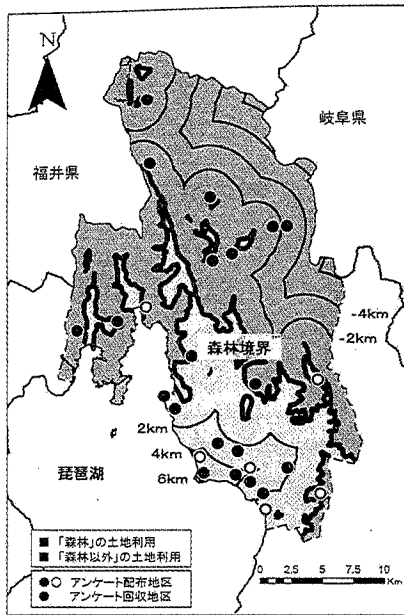 N
岐阜県
福井県
-4km
-2km
森林境界
2km
4km
6km
琵琶湖
「森林」の土地利用
「森林以外」の土地利用
アンケート配布地区
アンケート回収地区
0 2.5 5 10
Km